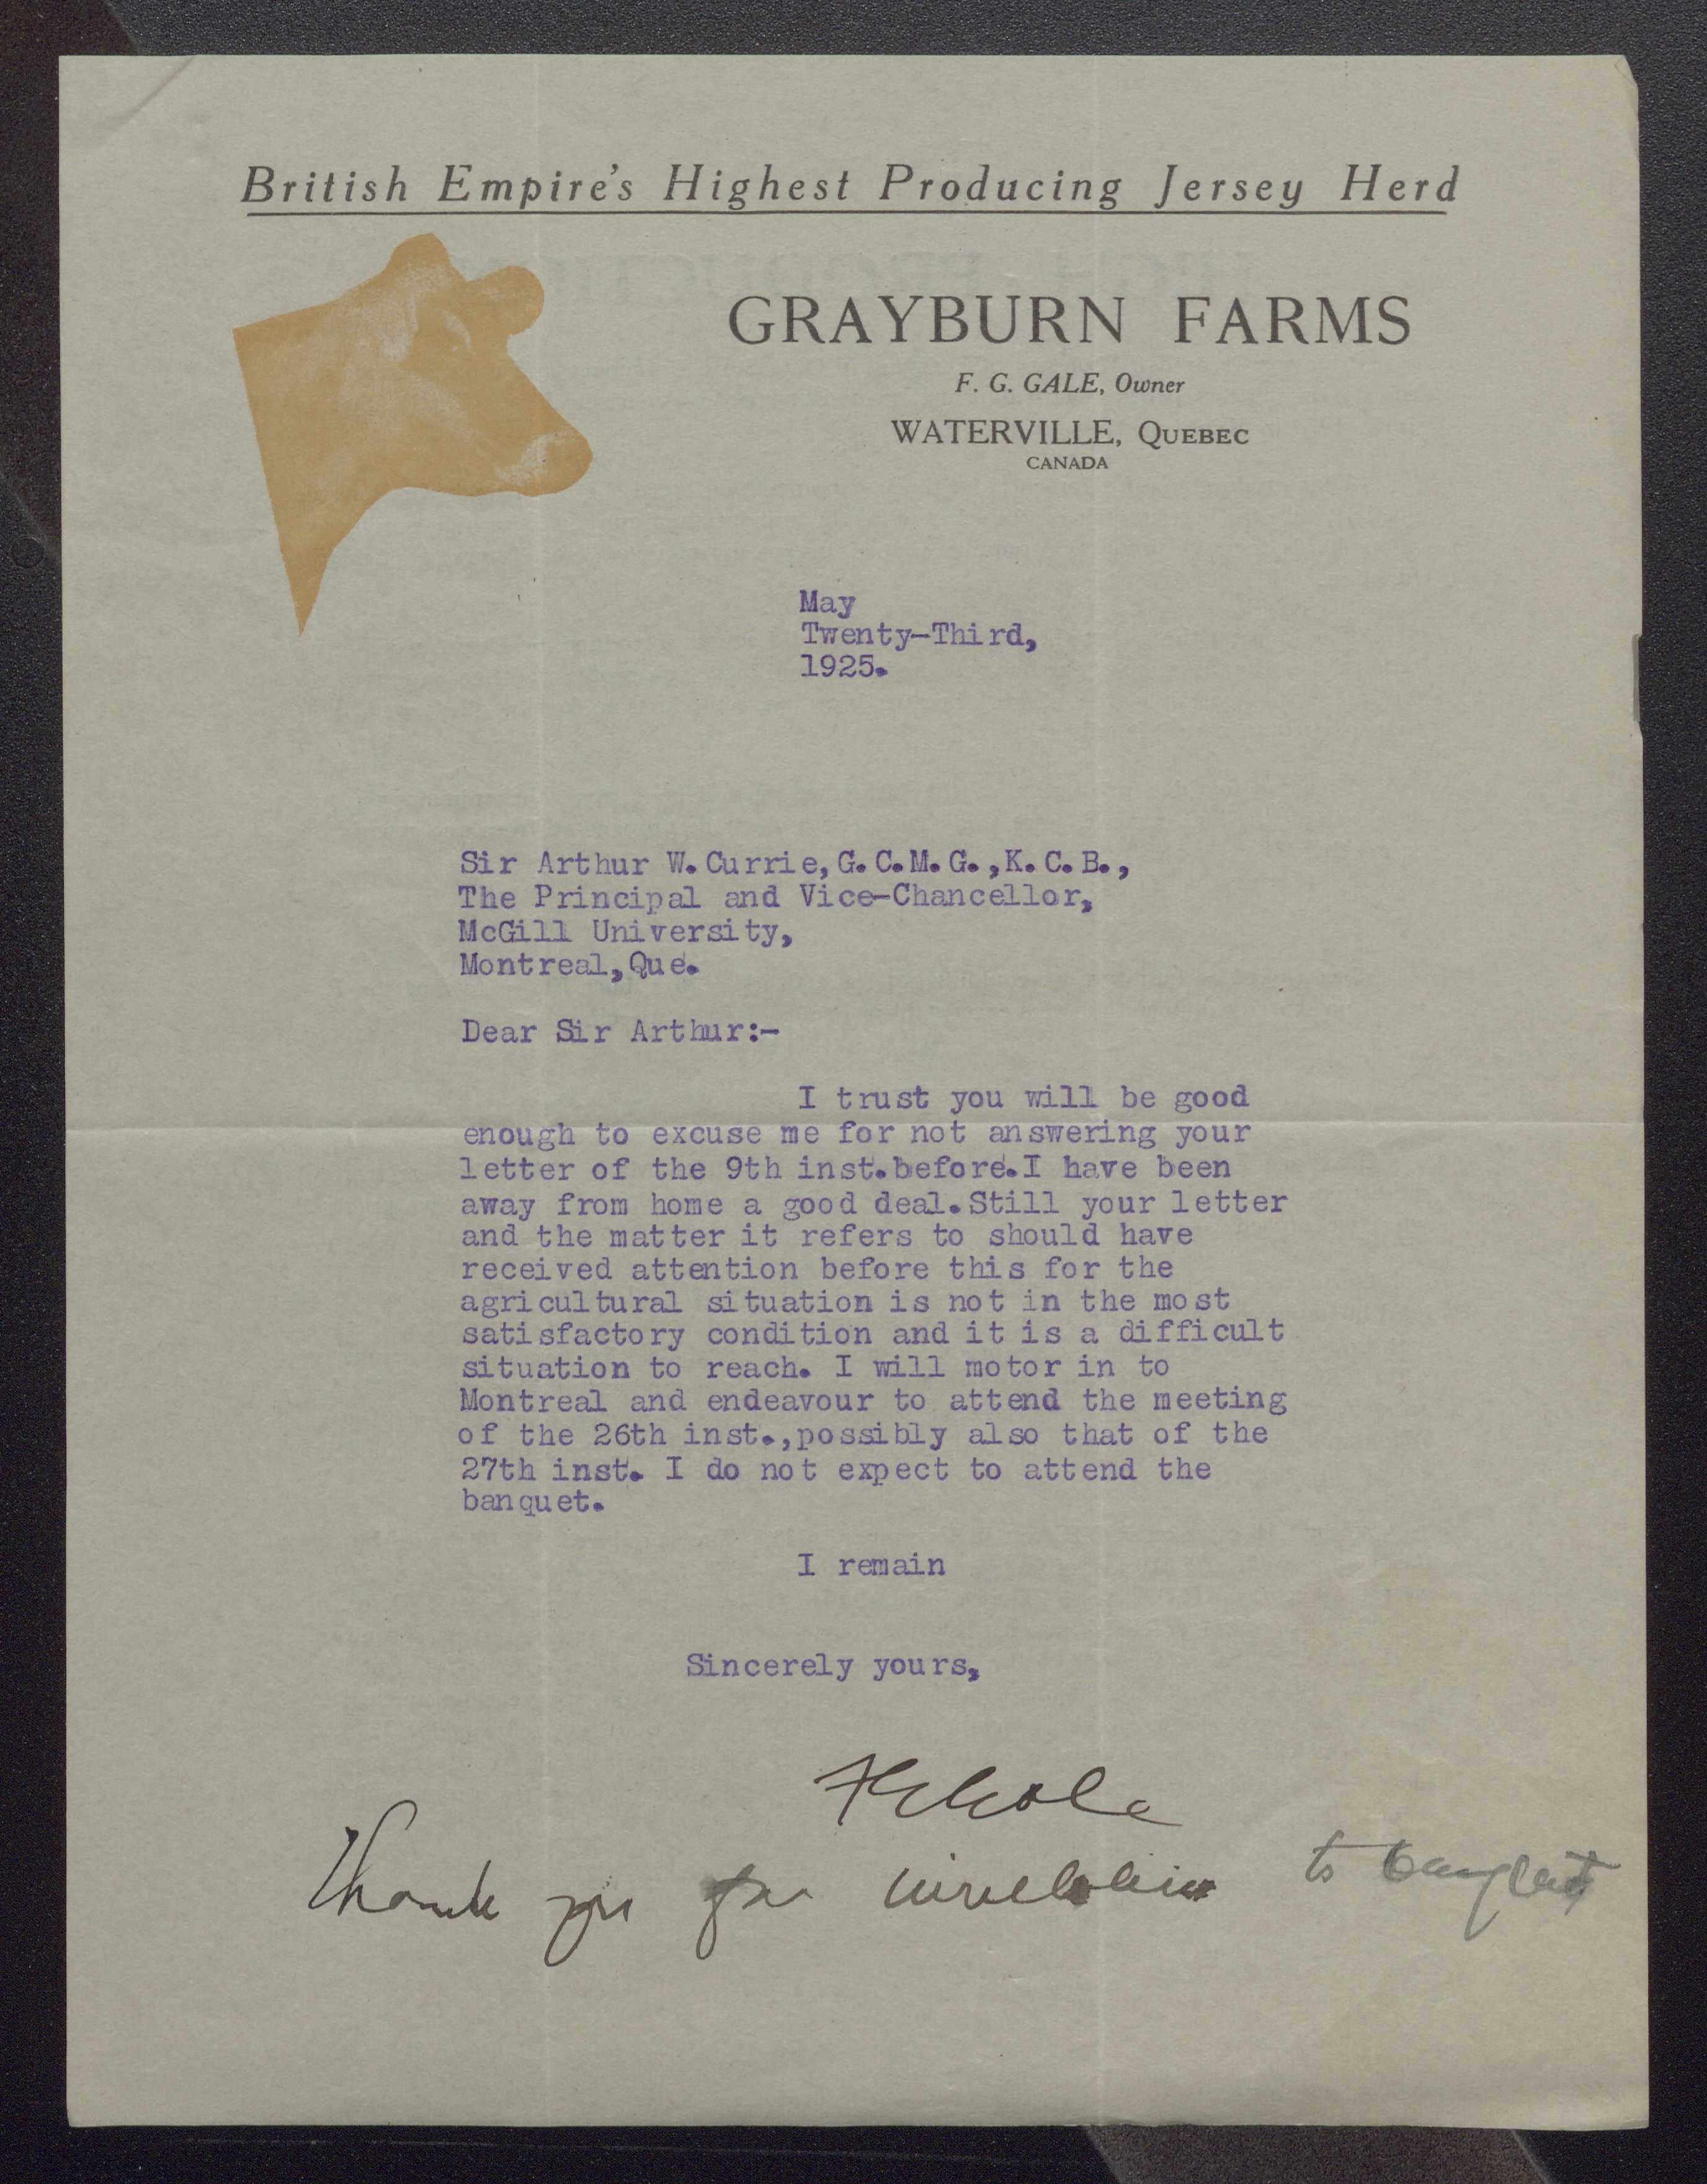 British Empire's Highest Producing Jersey Herd
GRAYBURN FARMS
F. G. GALE, Owner
WATERVILLE, QUEBEC
CANADA
May
Twenty-Third,
1925.
Sir Arthur W. Currie, G. C. M. G. , K. C. B. ,
The Principal and Vice-Chancellor,
McGill University,
Montreal, Que.
Dear Sir Arthur:-
I trust you will be good
enough to excuse me for not answering your
letter of the 9th inst. before. I have been
away from home a good deal. Still your letter
and the matter it refers to should have
received attention before this for the
agricultural situation is not in the most
satisfactory condition and it is a difficult
situation to reach. I will motor in to
Montreal and endeavour to attend the meeting
of the 26th inst., possibly also that of the
27th inst. I do not expect to attend the
banquet.
I remain
Sincerely yours,
Thank you for invitation to banquet